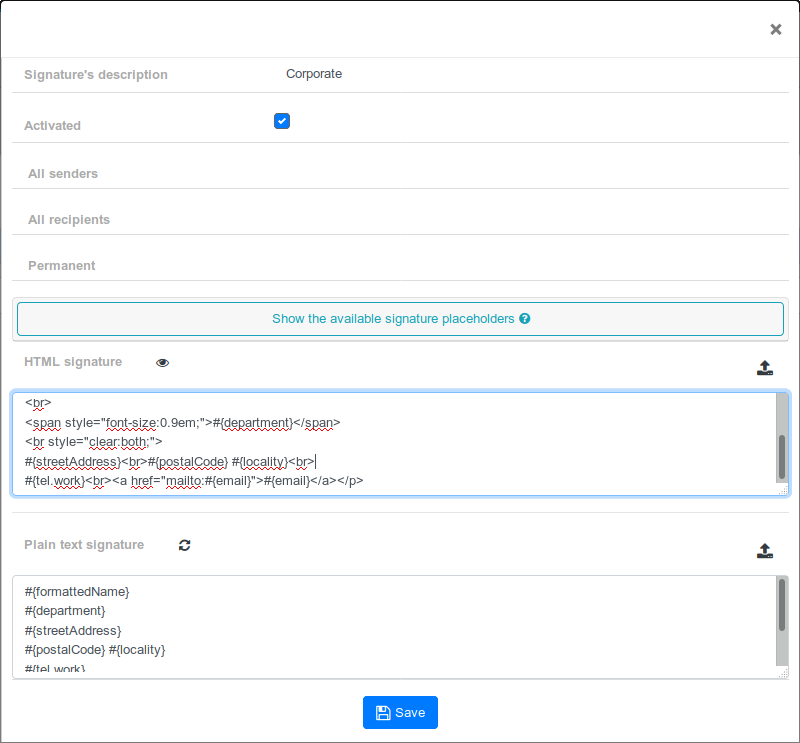 Signature's description Corporate
Activated
All senders
All recipients
Permanent
Show the available signature placeholders
HTML signature
<br>
<span style="font-size:0.9em;">#{department}</span>
<br style="clear:both;">
#{streetAddress}<br>#{postalCode} #{locality}<br>
#{tel.work}<br><a href="mailto:#{email}">#{email}</a></p>
Plain text signature
#{formattedName}
#{department}
#{streetAddress}
#{postalCode} #{locality}
#{tel.work}
Save